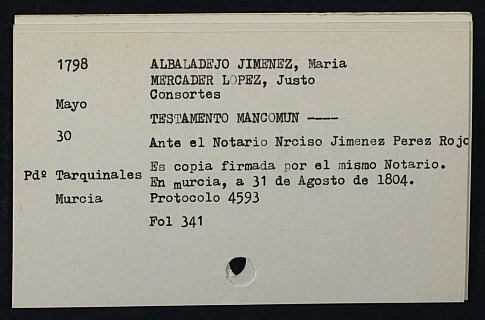 1798 ALBALADEJO JIMENEZ, Maria
MERCADER LOPEZ, Justo
Consortes
Mayo
TESTAMENTO MANCOMUN ----
30 Ante el Notario Nrciso Jimenez Perez Rojo
Es copia firmada por el mismo Notario.
Pdº Tarquinales
En murcia, a 31 de Agosto de 1804.
Murcia Protocolo 4593
Fol 341